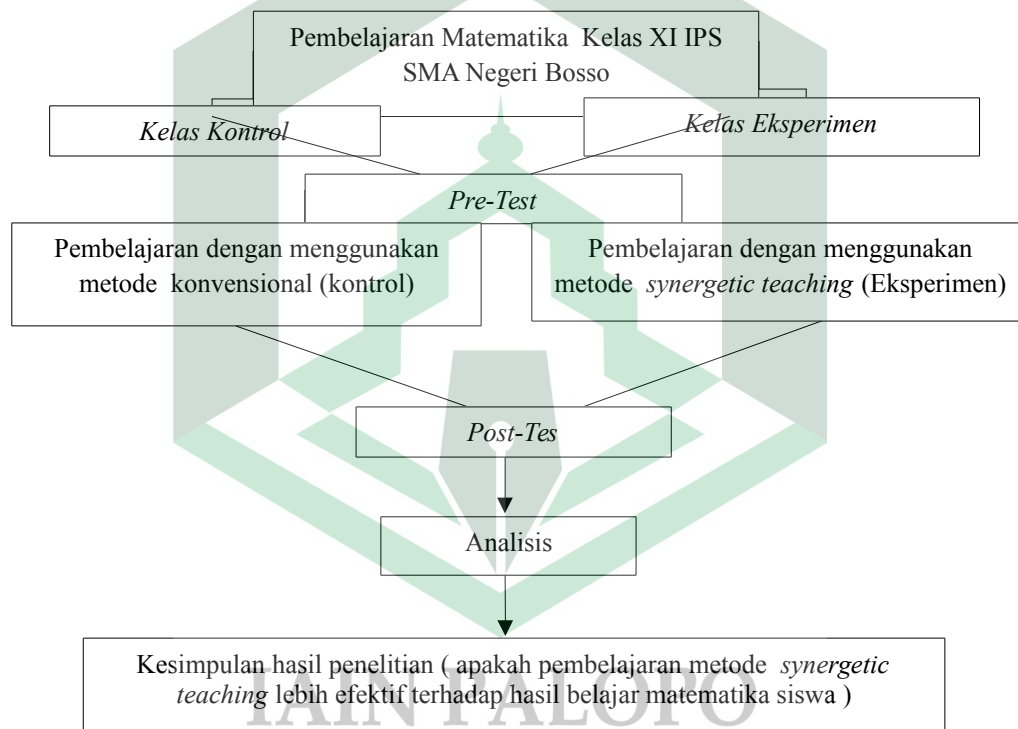 Pembelajaran Matematika Kelas XI IPS
SMA Negeri Bosso
Kelas Kontrol
Kelas Eksperimen
Pre-Test
Pembelajaran dengan menggunakan
metode konvensional (kontrol)
Pembelajaran dengan menggunakan
metode synergetic teaching (Eksperimen)
Post-Tes
Analisis
Kesimpulan hasil penelitian ( apakah pembelajaran metode synergetic
teaching lebih efektif terhadap hasil belajar matematika siswa )
IAIN PALOPO